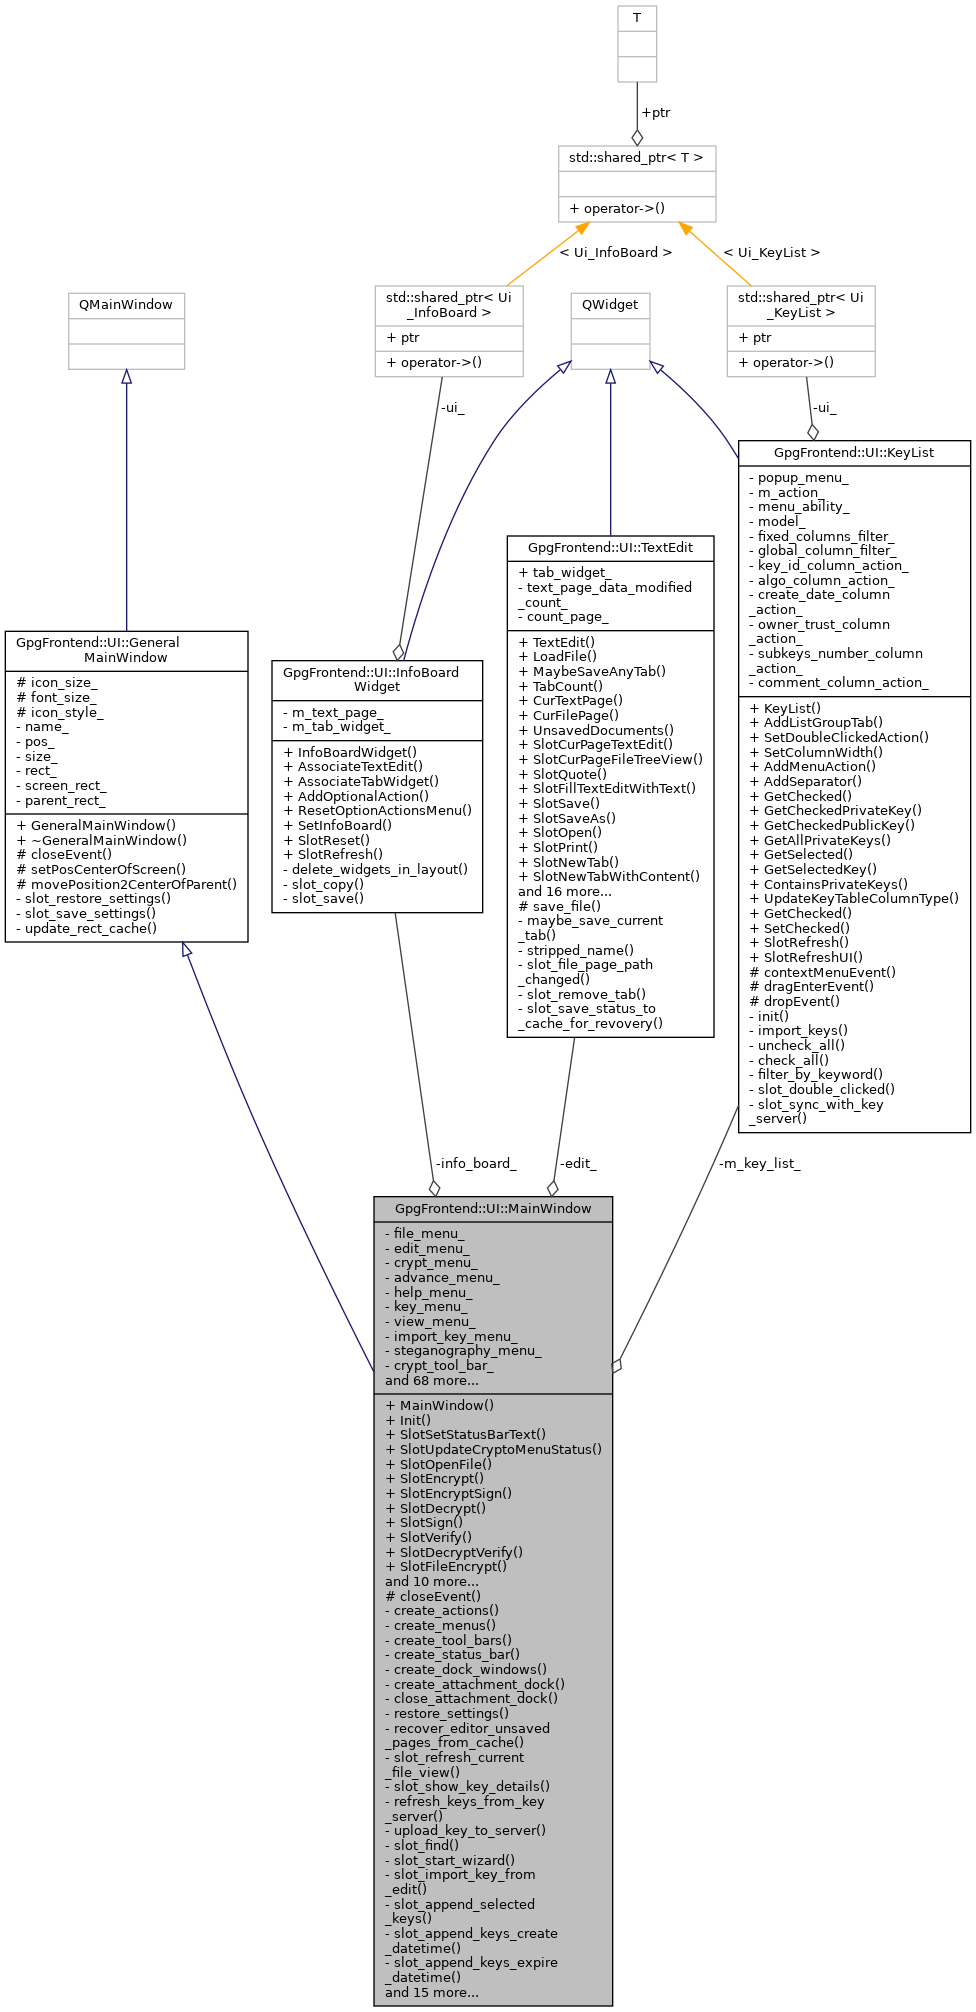 T
+ptr
std::shared_ptr< T >
+ operator->()
< Ui_InfoBoard >
< Ui_KeyList >
QMainWindow
std::shared_ptr< Ui
_InfoBoard >
+ ptr
+ operator->()
QWidget
std::shared_ptr< Ui
_KeyList >
+ ptr
+ operator->()
-ui_
-ui_
GpgFrontend::UI::KeyList
- popup_menu_
- m_action_
- menu_ability_
- model_
- fixed_columns_filter_
- global_column_filter_
- key_id_column_action_
- algo_column_action_
- create_date_column
_action_
- owner_trust_column
_action_
- subkeys_number_column
_action_
- comment_column_action_
+ KeyList()
+ AddListGroupTab()
+ SetDoubleClickedAction()
+ SetColumnWidth()
+ AddMenuAction()
+ AddSeparator()
+ GetChecked()
+ GetCheckedPrivateKey()
+ GetCheckedPublicKey()
+ GetAllPrivateKeys()
+ GetSelected()
+ GetSelectedKey()
+ ContainsPrivateKeys()
+ UpdateKeyTableColumnType()
+ GetChecked()
+ SetChecked()
+ SlotRefresh()
+ SlotRefreshUI()
# contextMenuEvent()
# dragEnterEvent()
# dropEvent()
- init()
- import_keys()
- uncheck_all()
- check_all()
- filter_by_keyword()
- slot_double_clicked()
- slot_sync_with_key
_server()
GpgFrontend::UI::TextEdit
+ tab_widget_
- text_page_data_modified
_count_
- count_page_
+ TextEdit()
+ LoadFile()
+ MaybeSaveAnyTab()
+ TabCount()
+ CurTextPage()
+ CurFilePage()
+ UnsavedDocuments()
+ SlotCurPageTextEdit()
+ SlotCurPageFileTreeView()
+ SlotQuote()
+ SlotFillTextEditWithText()
+ SlotSave()
+ SlotSaveAs()
+ SlotOpen()
+ SlotPrint()
+ SlotNewTab()
+ SlotNewTabWithContent()
and 16 more...
# save_file()
- maybe_save_current
_tab()
- stripped_name()
- slot_file_page_path
_changed()
- slot_remove_tab()
- slot_save_status_to
_cache_for_revovery()
GpgFrontend::UI::General
MainWindow
# icon_size_
# font_size_
# icon_style_
- name_
- pos_
- size_
- rect_
- screen_rect_
- parent_rect_
+ GeneralMainWindow()
+ ~GeneralMainWindow()
# closeEvent()
# setPosCenterOfScreen()
# movePosition2CenterOfParent()
- slot_restore_settings()
- slot_save_settings()
- update_rect_cache()
GpgFrontend::UI::InfoBoard
Widget
- m_text_page_
- m_tab_widget_
+ InfoBoardWidget()
+ AssociateTextEdit()
+ AssociateTabWidget()
+ AddOptionalAction()
+ ResetOptionActionsMenu()
+ SetInfoBoard()
+ SlotReset()
+ SlotRefresh()
- delete_widgets_in_layout()
- slot_copy()
- slot_save()
-info_board_
-edit_
-m_key_list_
GpgFrontend::UI::MainWindow
- file_menu_
- edit_menu_
- crypt_menu_
- advance_menu_
- help_menu_
- key_menu_
- view_menu_
- import_key_menu_
- steganography_menu_
- crypt_tool_bar_
and 68 more...
+ MainWindow()
+ Init()
+ SlotSetStatusBarText()
+ SlotUpdateCryptoMenuStatus()
+ SlotOpenFile()
+ SlotEncrypt()
+ SlotEncryptSign()
+ SlotDecrypt()
+ SlotSign()
+ SlotVerify()
+ SlotDecryptVerify()
+ SlotFileEncrypt()
and 10 more...
# closeEvent()
- create_actions()
- create_menus()
- create_tool_bars()
- create_status_bar()
- create_dock_windows()
- create_attachment_dock()
- close_attachment_dock()
- restore_settings()
- recover_editor_unsaved
_pages_from_cache()
- slot_refresh_current
_file_view()
- slot_show_key_details()
- refresh_keys_from_key
_server()
- upload_key_to_server()
- slot_find()
- slot_start_wizard()
- slot_import_key_from
_edit()
- slot_append_selected
_keys()
- slot_append_keys_create
_datetime()
- slot_append_keys_expire
_datetime()
and 15 more...